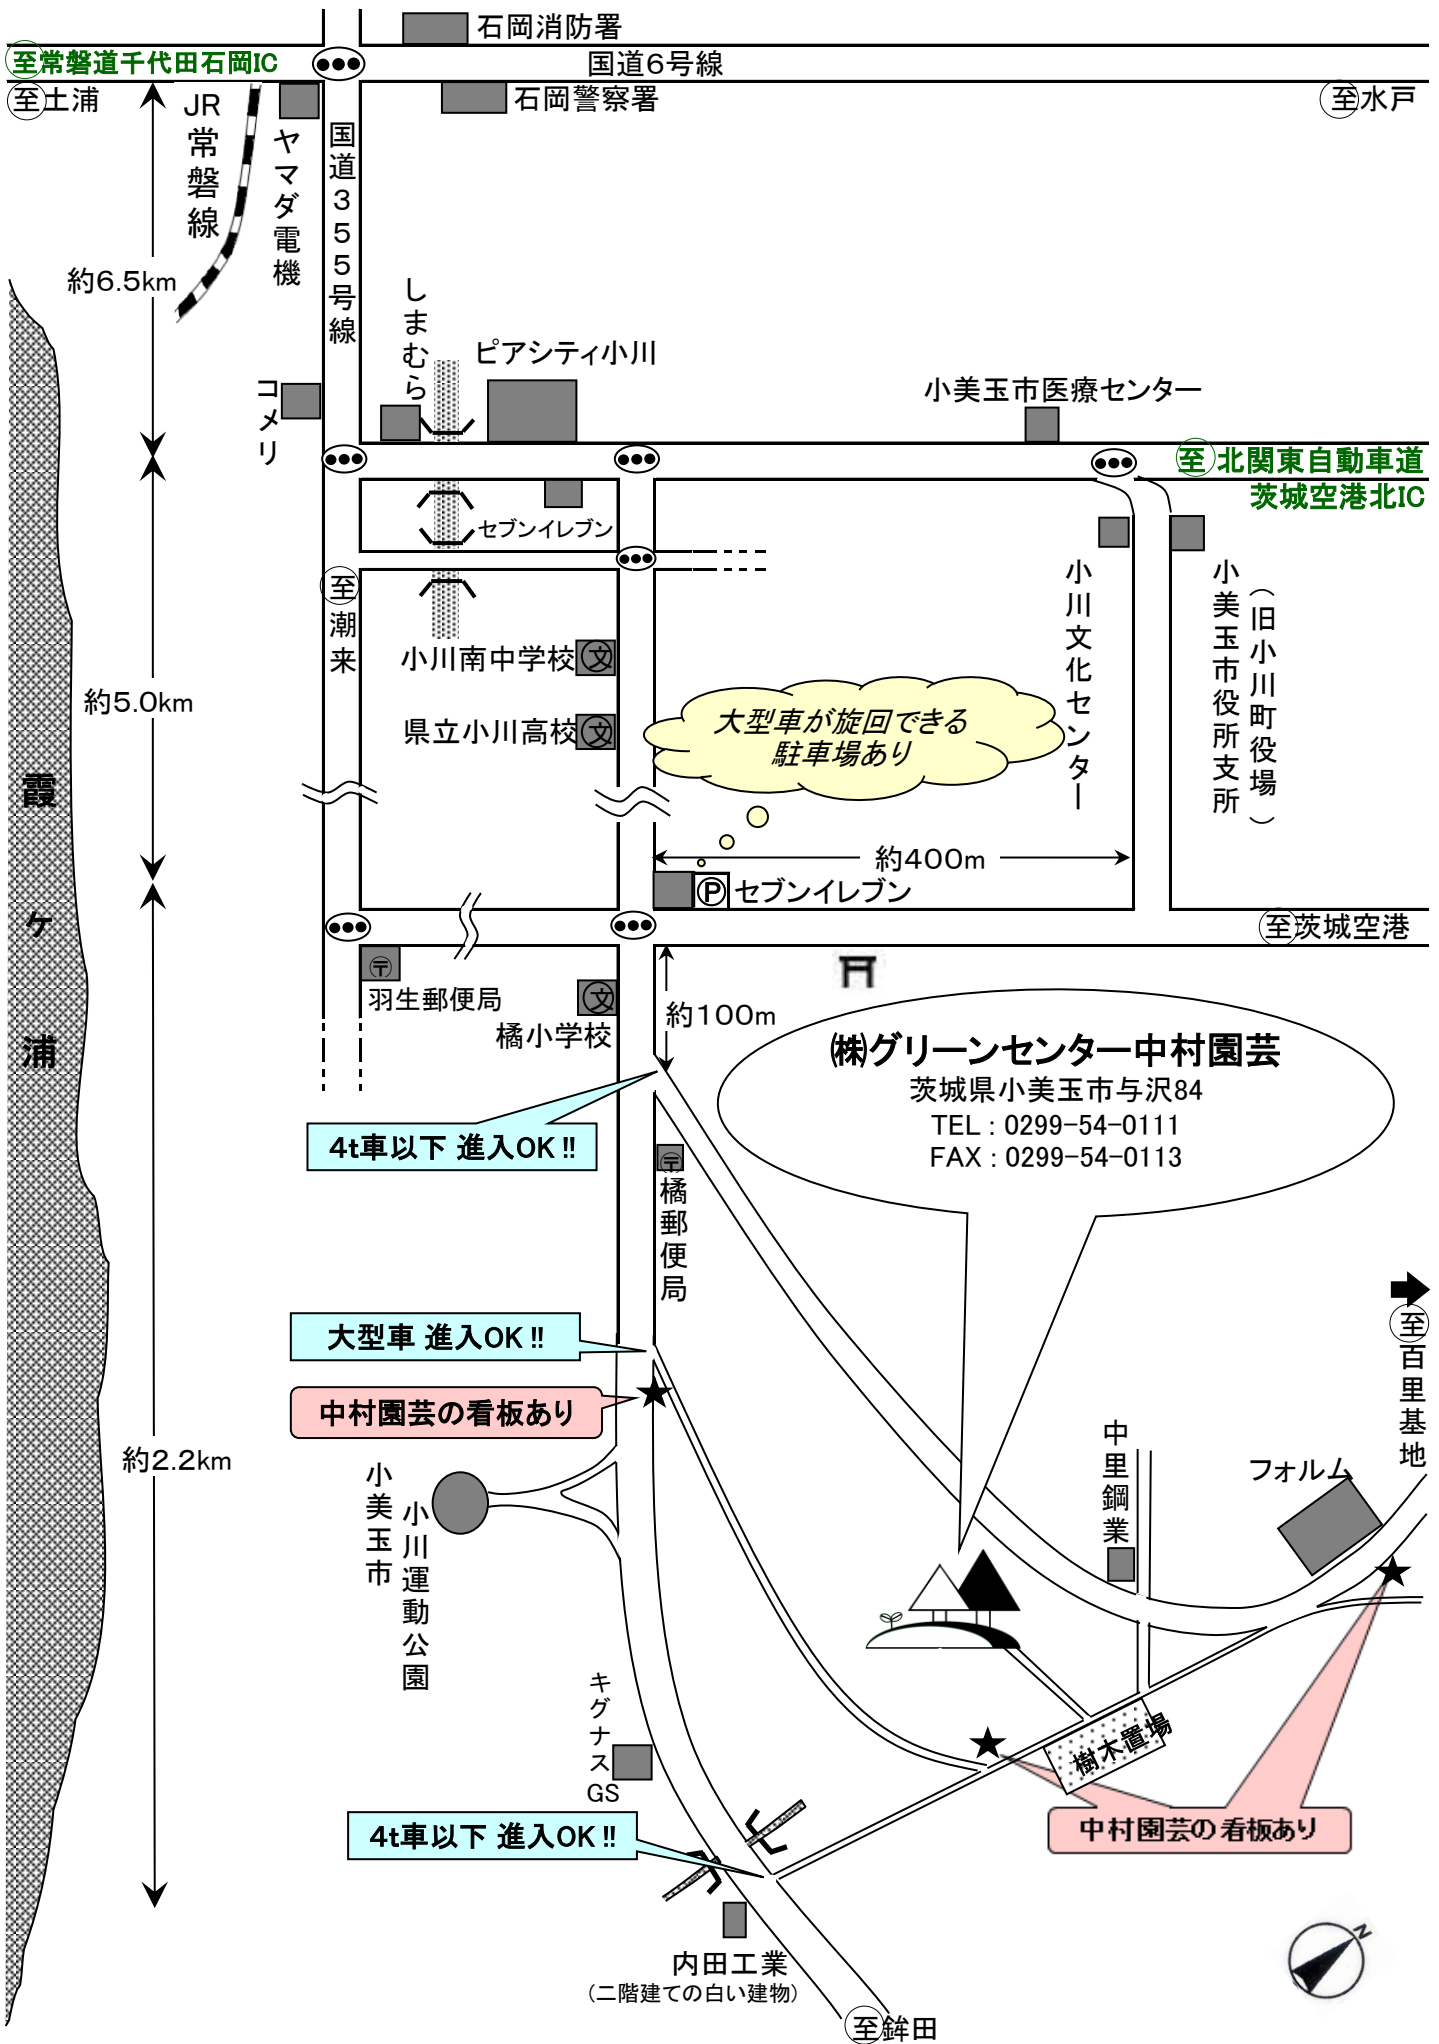 石岡消防署
至常磐道千代田石岡IC
国道6号線
至土浦
石岡警察署
至水戸
JR常磐線
ヤマダ電機
国道355号線
約6.5km
しまむら
ピアシティ小川
コメリ
小美玉市医療センター
至北関東自動車道
茨城空港北IC
セブンイレブン
至潮来
小川文化センター
小美玉市役所支所
（旧小川町役場）
小川南中学校 文
県立小川高校 文
約5.0km
大型車が旋回できる
駐車場あり
霞ヶ浦
約400m
P セブンイレブン
至茨城空港
〒
羽生郵便局
文
橘小学校
約100m
㈱グリーンセンター中村園芸
茨城県小美玉市与沢84
TEL：0299-54-0111
FAX：0299-54-0113
4t車以下 進入OK‼
〒
橘郵便局
大型車 進入OK‼
中村園芸の看板あり
至百里基地
約2.2km
小美玉市
小川運動公園
中里鋼業
フォルム
キグナス
GS
樹木置場
中村園芸の看板あり
4t車以下 進入OK‼
内田工業
（二階建ての白い建物）
至鉾田
N